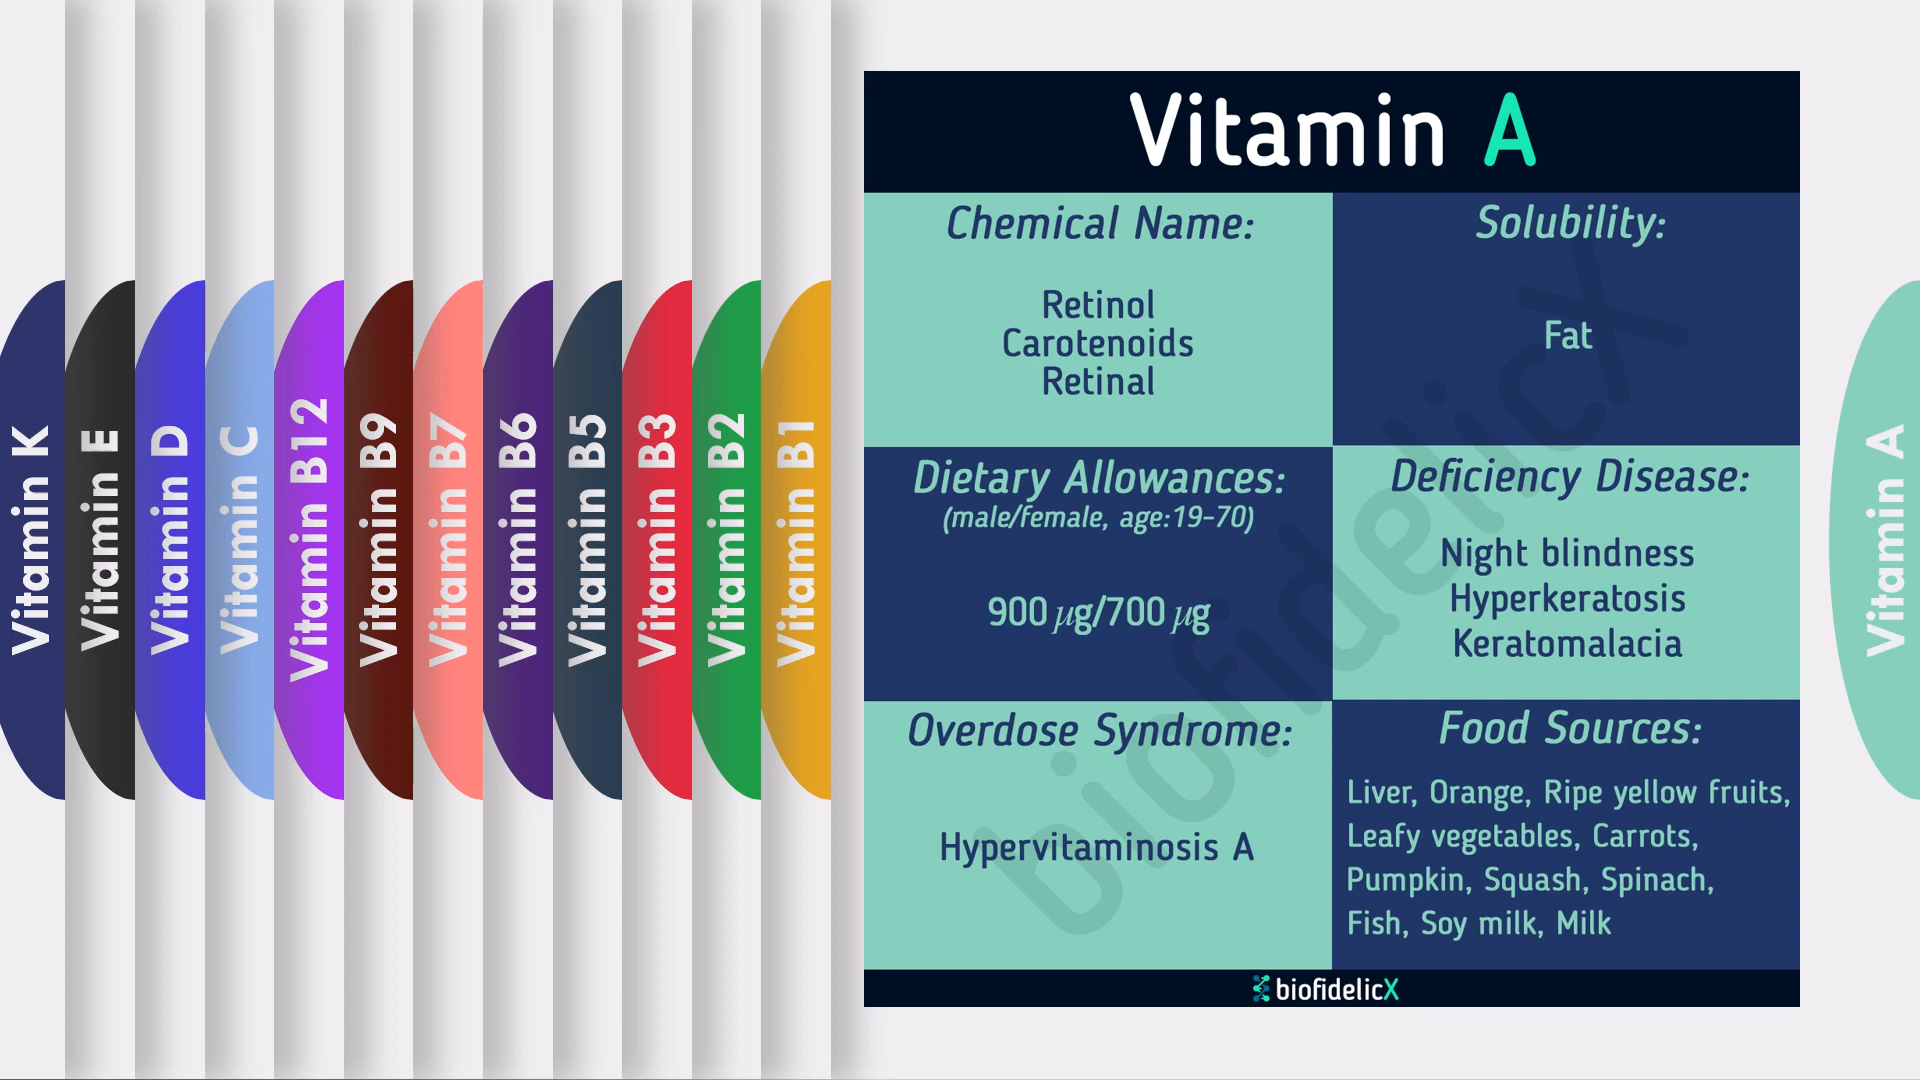 Vitamin K
Vitamin E
Vitamin D
Vitamin C
Vitamin B12
Vitamin B9
Vitamin B7
Vitamin B6
Vitamin B5
Vitamin B3
Vitamin B2
Vitamin B1
Vitamin A
Chemical Name:
Retinol
Carotenoids
Retinal
Solubility:
Fat
Dietary Allowances:
(male/female, age:19-70)
900 μg/700 μg
Deficiency Disease:
Night blindness
Hyperkeratosis
Keratomalacia
Overdose Syndrome:
Hypervitaminosis A
Food Sources:
Liver, Orange, Ripe yellow fruits,
Leafy vegetables, Carrots,
Pumpkin, Squash, Spinach,
Fish, Soy milk, Milk
biofidelicX
biofidelicX
Vitamin A